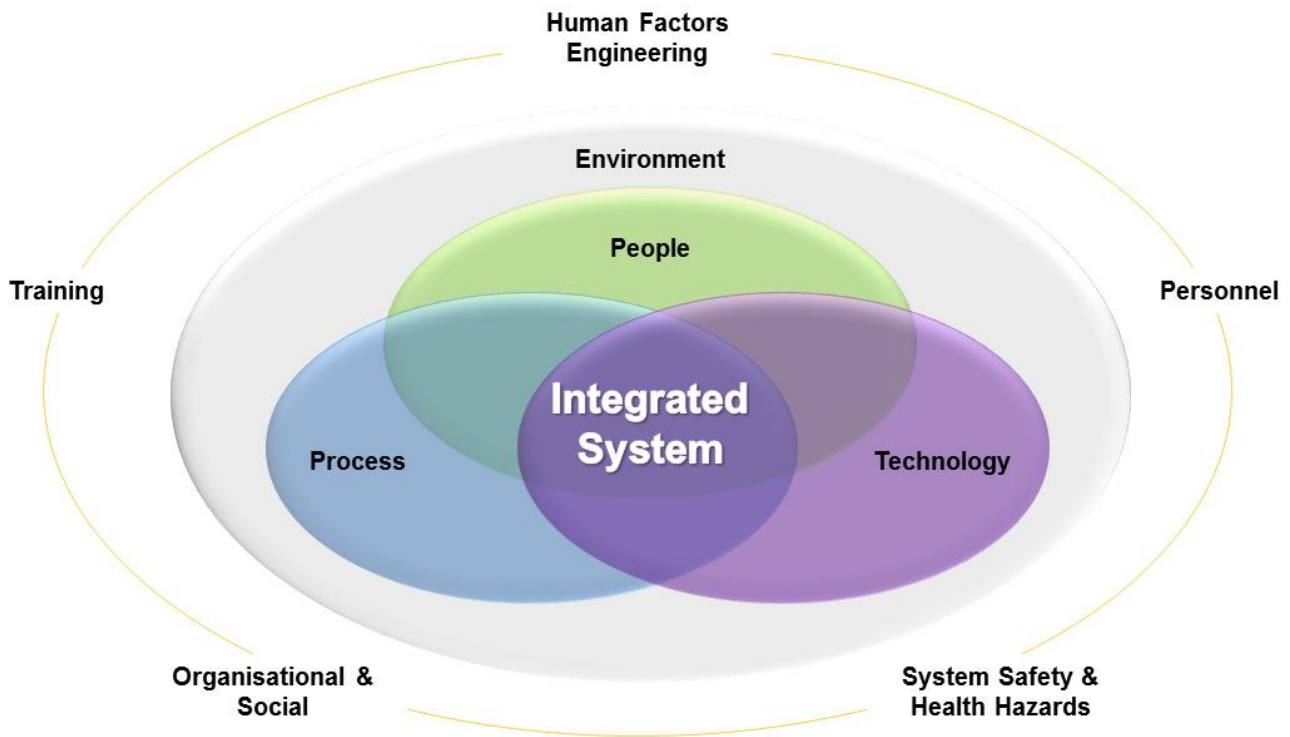 Human Factors
Engineering
Environment
People
Training
Personnel
Integrated
System
Process
Technology
Organisational &
Social
System Safety &
Health Hazards